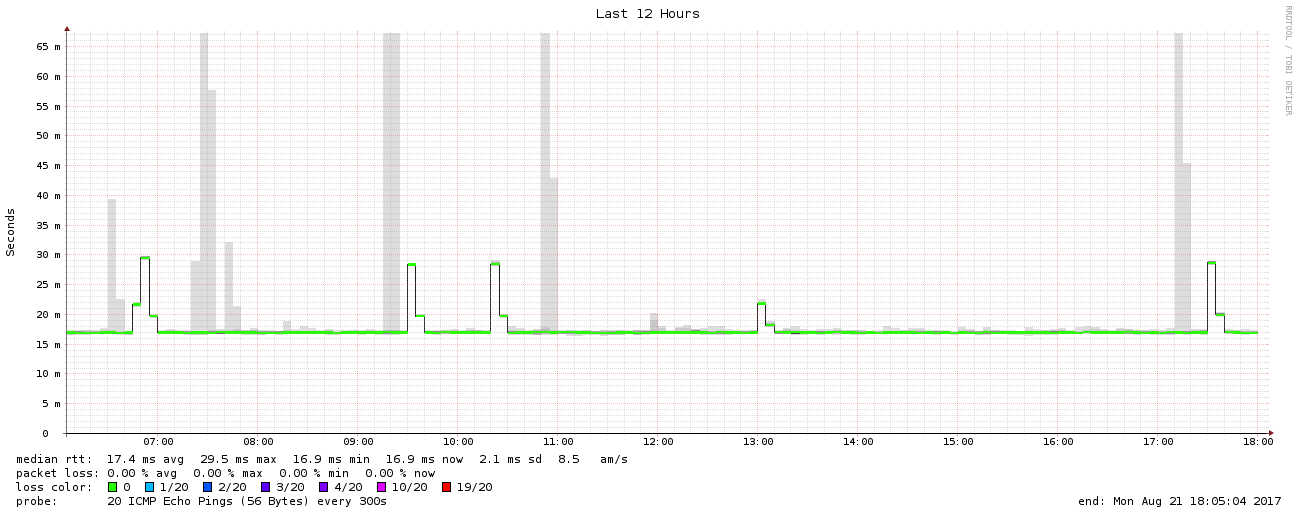 Last 12 Hours
RRDTOOL / TOBI OETIKER
Seconds
65 m
60 m
55 m
50 m
45 m
40 m
35 m
30 m
25 m
20 m
15 m
10 m
5 m
0
07:00 08:00 09:00 10:00 11:00 12:00 13:00 14:00 15:00 16:00 17:00 18:00
median rtt: 17.4 ms avg 29.5 ms max 16.9 ms min 16.9 ms now 2.1 ms sd 8.5 am/s
packet loss: 0.00 % avg 0.00 % max 0.00 % min 0.00 % now
loss color: 0 1/20 2/20 3/20 4/20 10/20 19/20
probe: 20 ICMP Echo Pings (56 Bytes) every 300s end: Mon Aug 21 18:05:04 2017